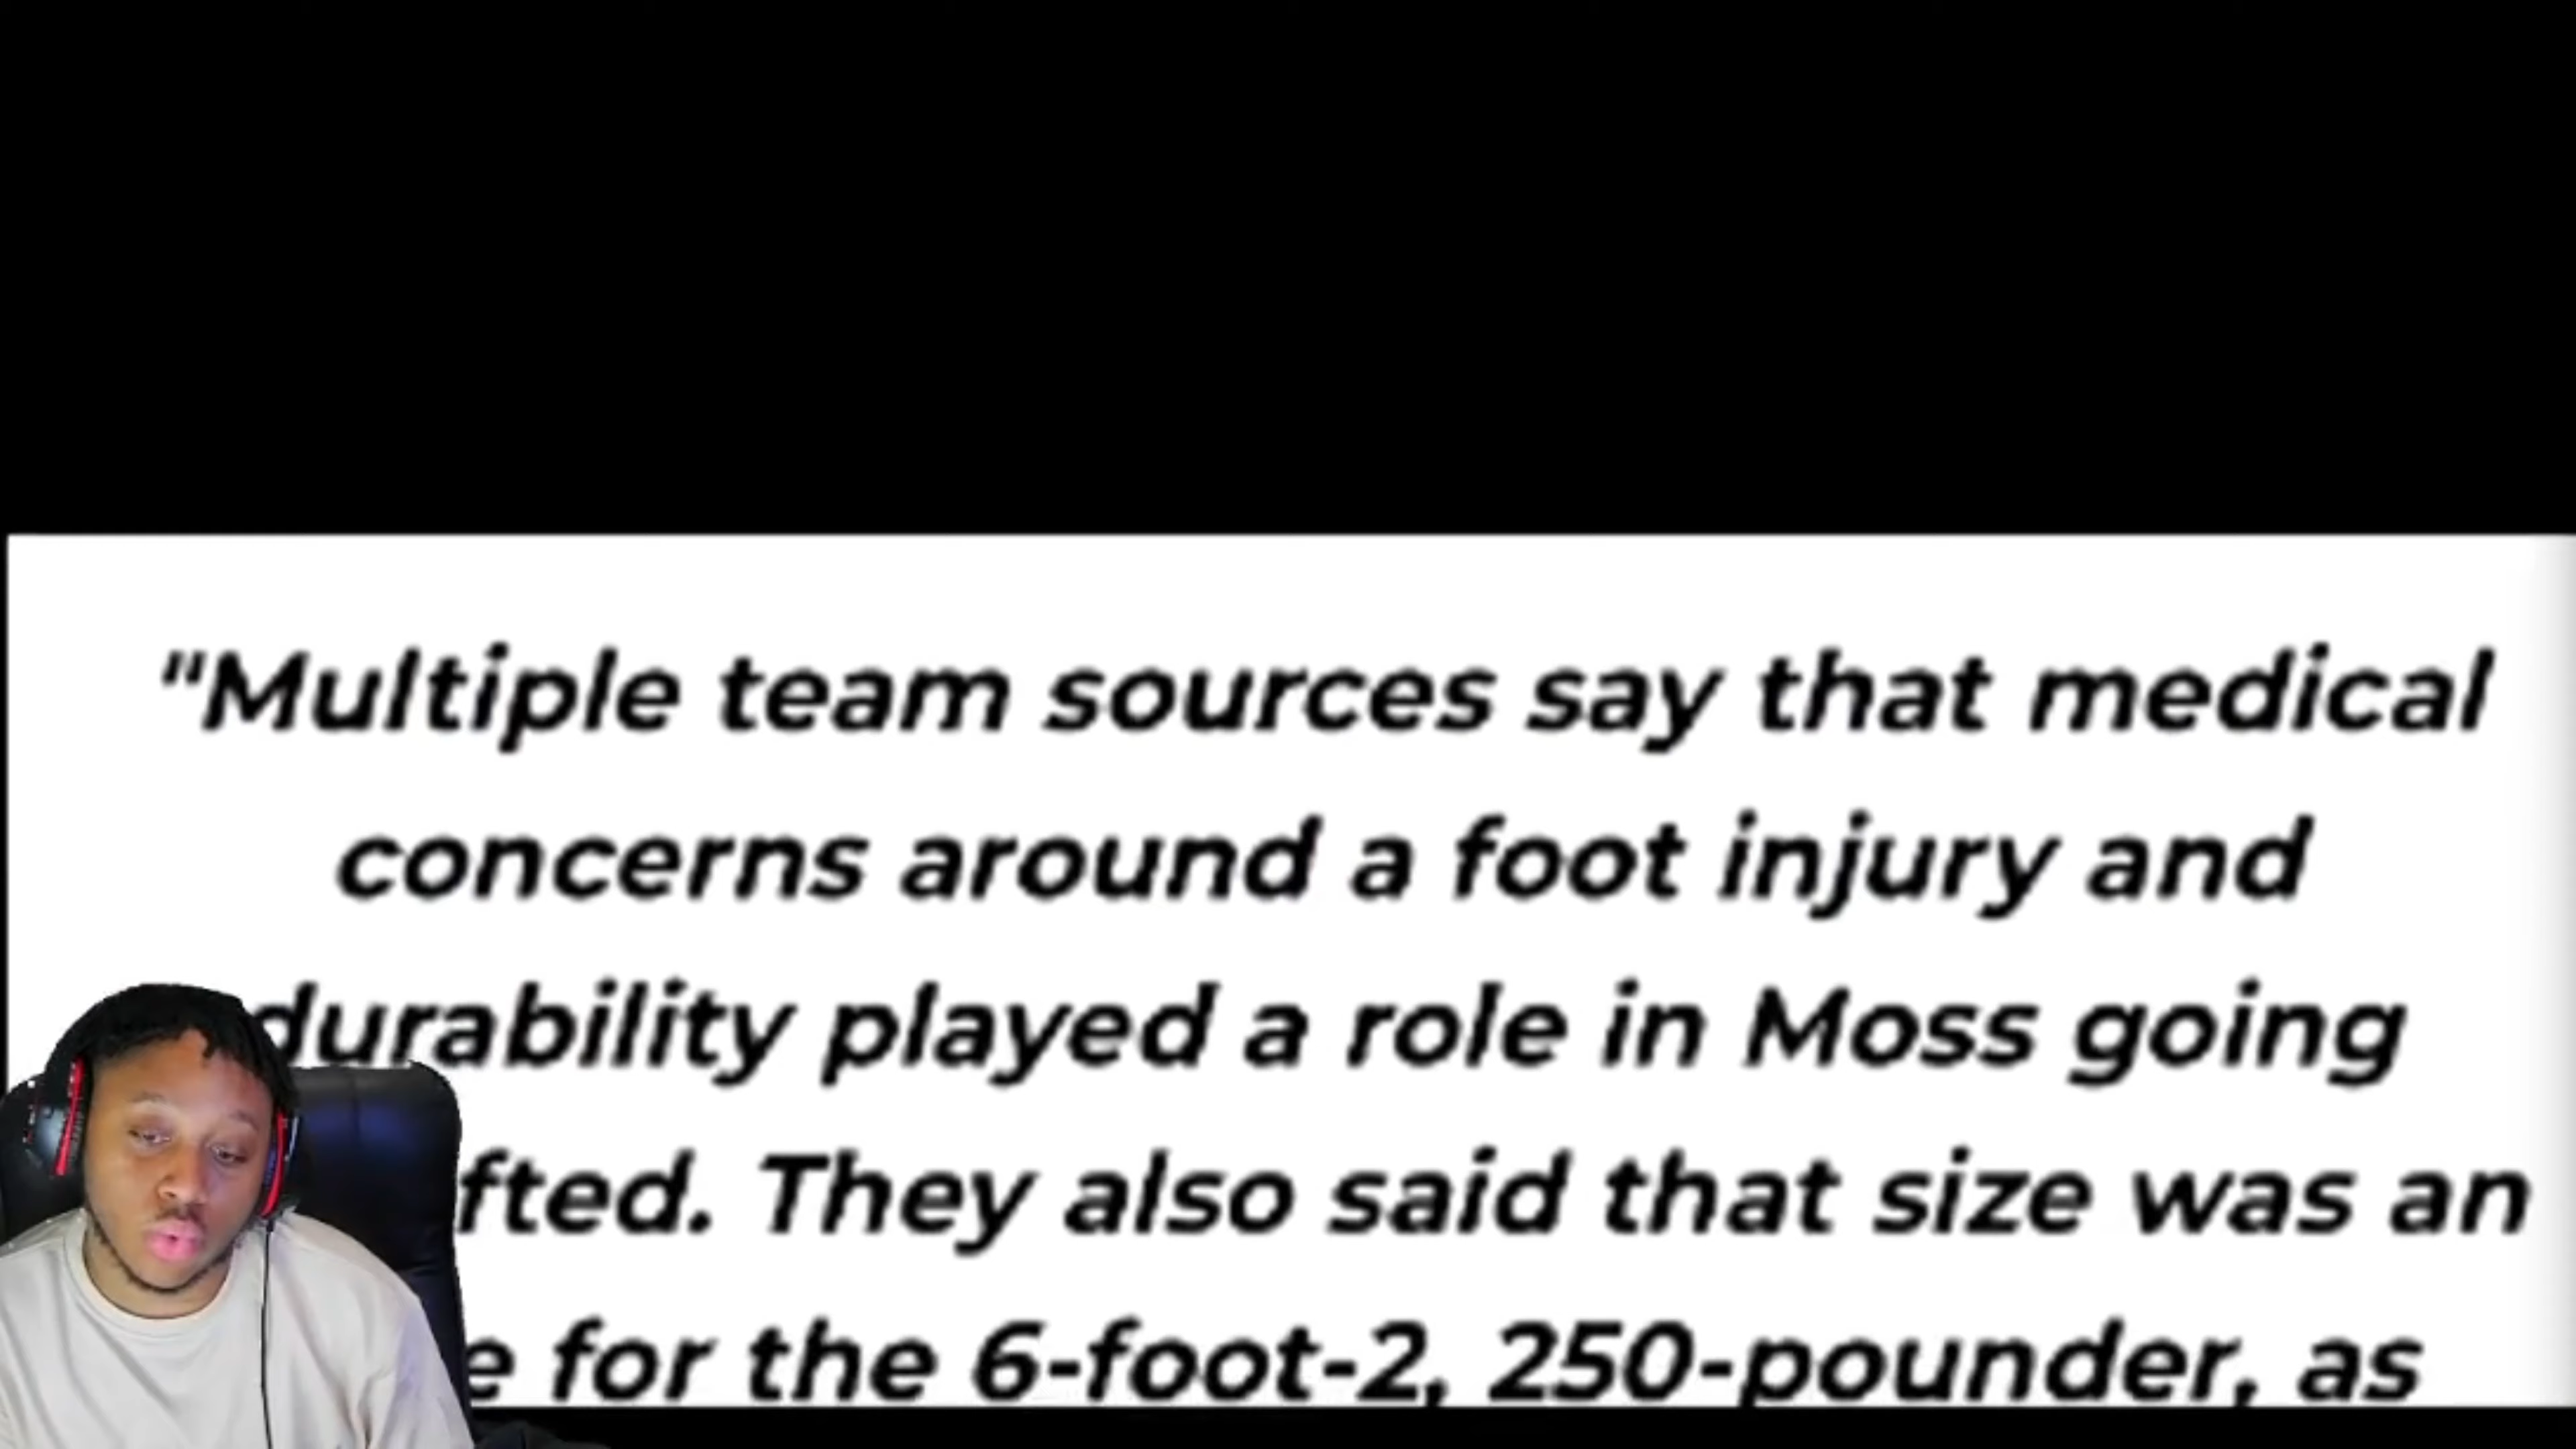 "Multiple team sources say that medical
concerns around a foot injury and
durability played a role in Moss going
fted. They also said that size was an
e for the 6-foot-2, 250-pounder, as